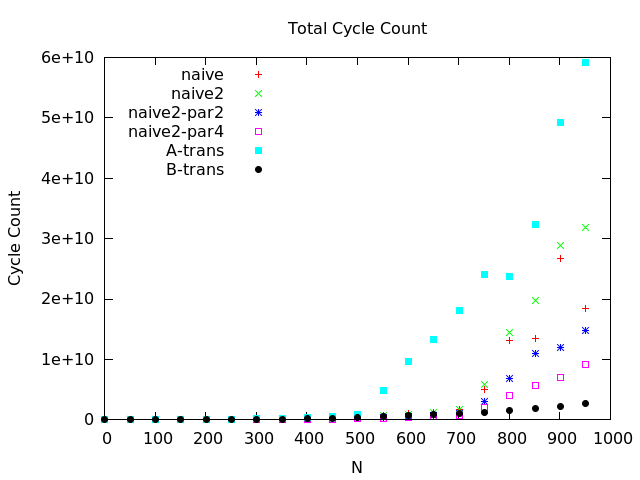 Total Cycle Count
6e+10
5e+10
4e+10
3e+10
2e+10
1e+10
0
Cycle Count
naive
naive2
naive2-par2
naive2-par4
A-trans
B-trans
0 100 200 300 400 500 600 700 800 900 1000
N